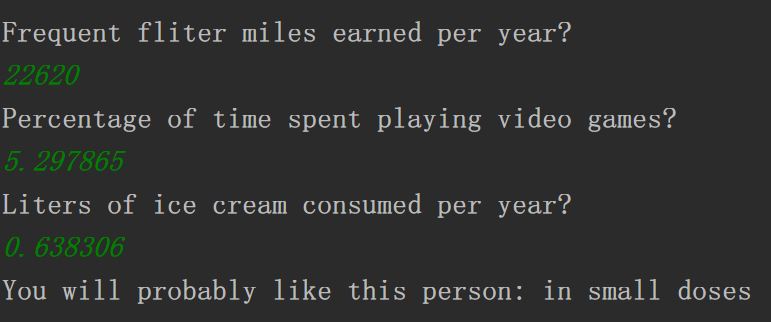 Frequent fliter miles earned per year?
22620
Percentage of time spent playing video games?
5.297865
Liters of ice cream consumed per year?
0.638306
You will probably like this person: in small doses